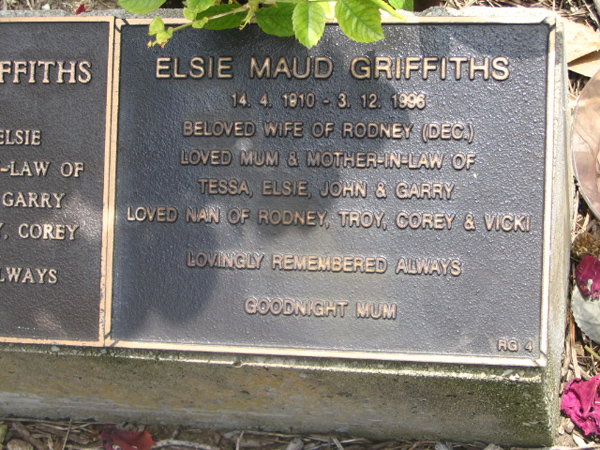 FFITHS
ELSIE
-LAW OF
GARRY
, COREY
LWAYS
ELSIE MAUD GRIFFITHS
14. 4. 1910 - 3. 12. 1996
BELOVED WIFE OF RODNEY (DEC.)
LOVED MUM & MOTHER-IN-LAW OF
TESSA, ELSIE, JOHN & GARRY
LOVED NAN OF RODNEY, TROY, COREY & VICKI
LOVINGLY REMEMBERED ALWAYS
GOODNIGHT MUM
RG 4